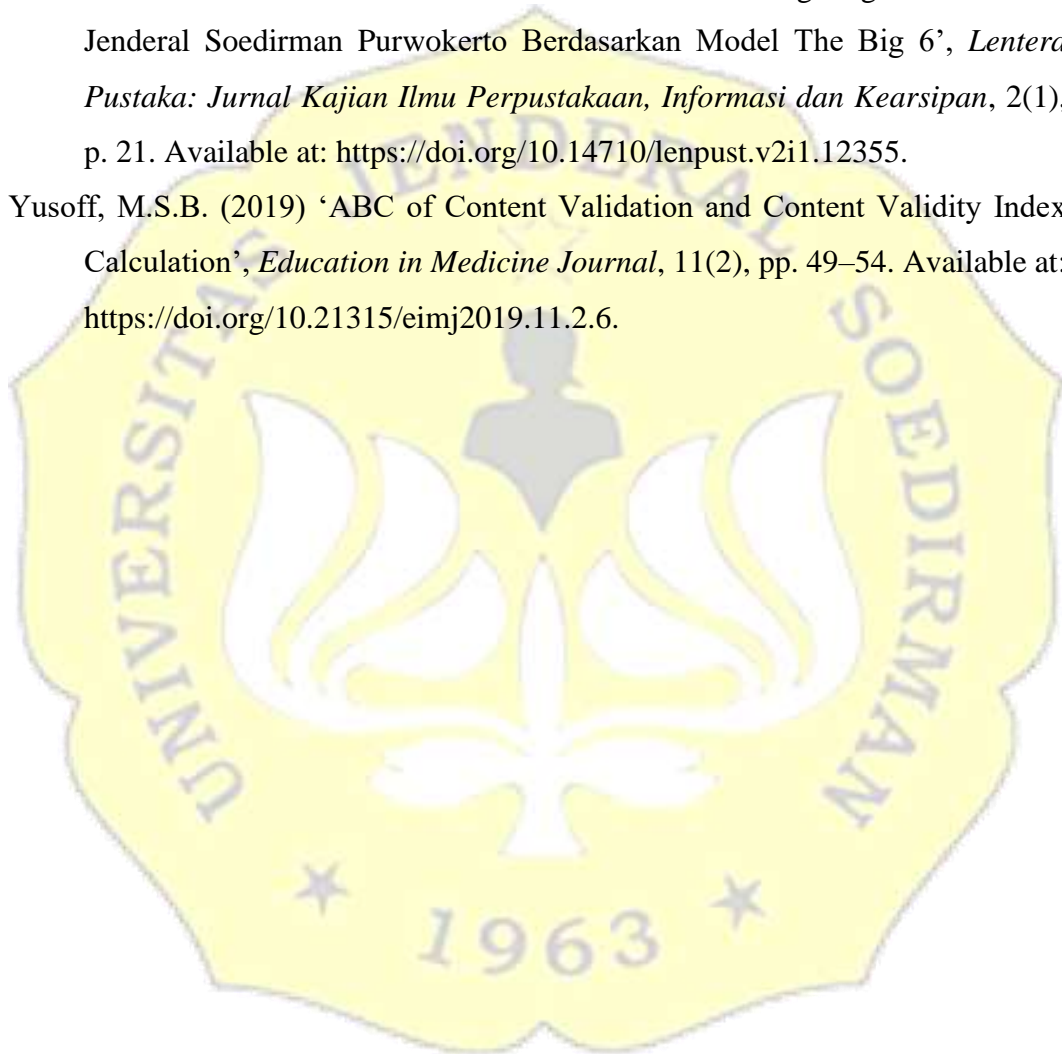 Jenderal Soedirman Purwokerto Berdasarkan Model The Big 6’, Lentera
Pustaka: Jurnal Kajian Ilmu Perpustakaan, Informasi dan Kearsipan, 2(1),
p. 21. Available at: https://doi.org/10.14710/lenpust.v2i1.12355.
Yusoff, M.S.B. (2019) ‘ABC of Content Validation and Content Validity Index
Calculation’, Education in Medicine Journal, 11(2), pp. 49–54. Available at:
https://doi.org/10.21315/eimj2019.11.2.6.
UNIVERSITAS JENDERAL SOEDIRMAN
1963